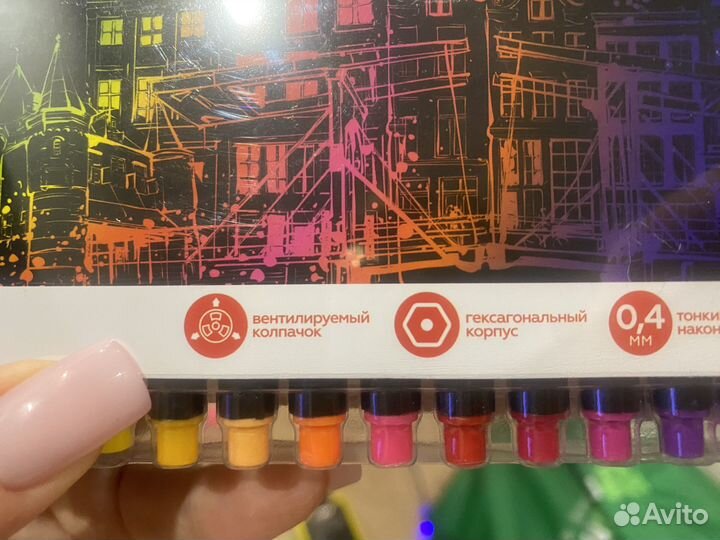 вентилируемый
колпачок
гексагональный
корпус
0,4
мм
Avito